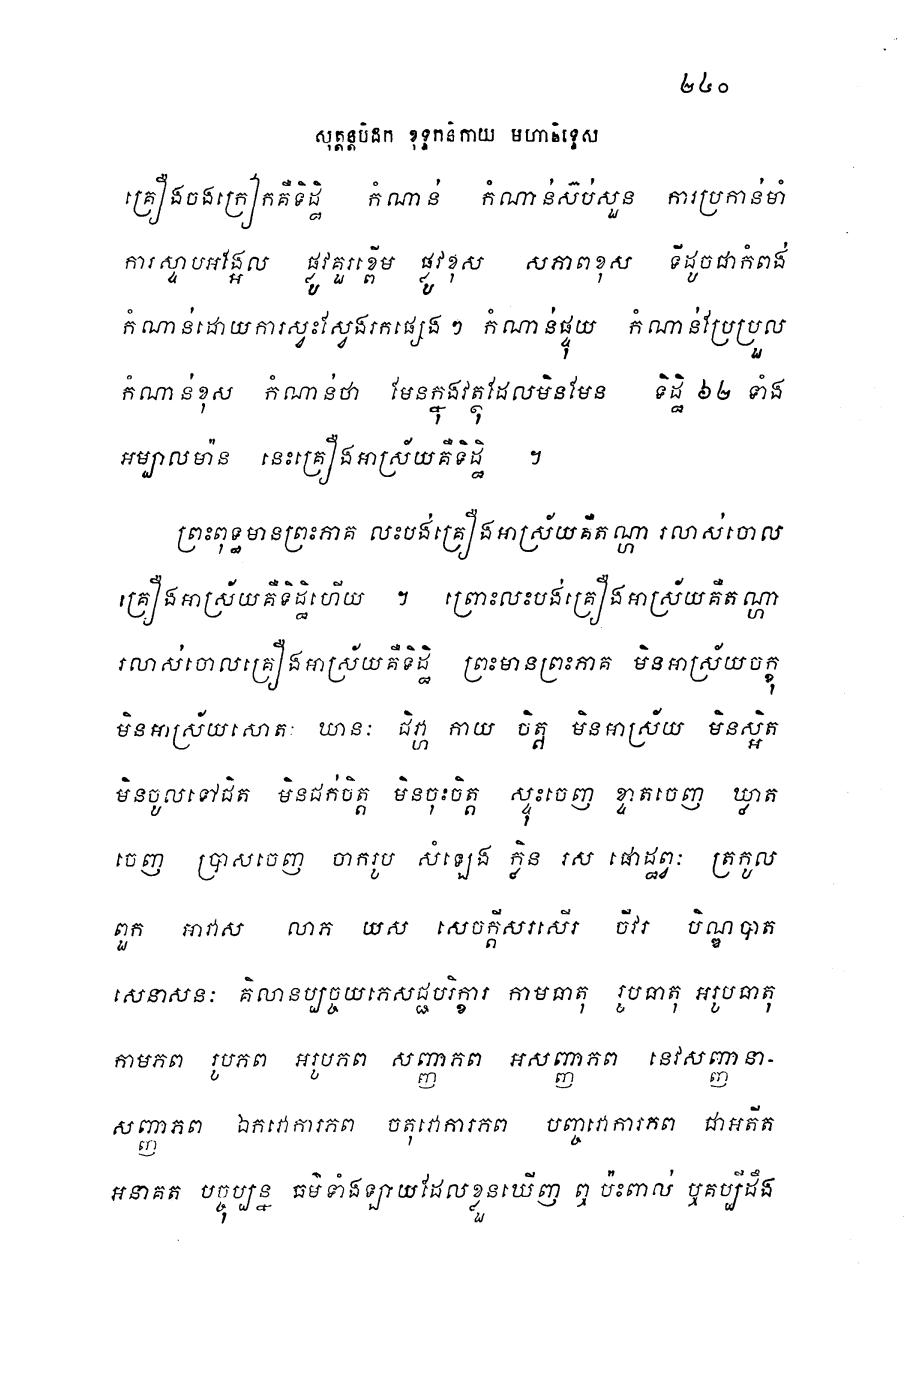 ២៤០
សុត្តន្តបិដក ខុទ្ទកនិកាយ មហានិទ្ទេស
គ្រឿងចងក្រៀកគឺទិដ្ឋិ កំណាន់ កំណាន់ស៊ប់សួន ការប្រកាន់មាំ
ការស្ទាបអង្អែល ផ្លូវគួរខ្ពើម ផ្លូវខុស សភាពខុស ទីដូចជាកំពង់
កំណាន់ដោយការស្វះស្វែងរកផ្សេងៗ កំណាន់ផ្ទុយ កំណាន់ប្រែប្រួល
កំណាន់ខុស កំណាន់ថា មែនក្នុងវត្ថុដែលមិនមែន ទិដ្ឋិ ៦២ ទាំង
អម្បាលម៉ាន នេះគ្រឿងអាស្រ័យគឺទិដ្ឋិ ។
ព្រះពុទ្ធមានព្រះភាគ លះបង់គ្រឿងអាស្រ័យគឺតណ្ហា រលាស់ចោល
គ្រឿងអាស្រ័យគឺទិដ្ឋិហើយ ។ ព្រោះលះបង់គ្រឿងអាស្រ័យគឺតណ្ហា
រលាស់ចោលគ្រឿងអាស្រ័យគឺទិដ្ឋិ ព្រះមានព្រះភាគ មិនអាស្រ័យចក្ខុ
មិនអាស្រ័យសោតៈ ឃានៈ ជិវ្ហា កាយ ចិត្ត មិនអាស្រ័យ មិនស្អិត
មិនចូលទៅជិត មិនជក់ចិត្ត មិនចុះចិត្ត ស្ទុះចេញ ខ្ទាតចេញ ឃ្លាត
ចេញ ប្រាសចេញ ចាករូប សំឡេង ក្លិន រស ផោដ្ឋព្វៈ ត្រកូល
ពួក អាវាស លាភ យស សេចក្តីសរសើរ ចីវរ បិណ្ឌបាត
សេនាសនៈ គិលានប្បច្ចយភេសជ្ជបរិក្ខារ កាមធាតុ រូបធាតុ អរូបធាតុ
កាមភព រូបភព អរូបភព សញ្ញាភព អសញ្ញាភព នេវសញ្ញានា-
សញ្ញាភព ឯកវោការភព ចតុវោការភព បញ្ចវោការភព ជាអតីត
អនាគត បច្ចុប្បន្ន ធម៌ទាំងឡាយដែលខ្លួនឃើញ ឮ ប៉ះពាល់ ឬគប្បីដឹង